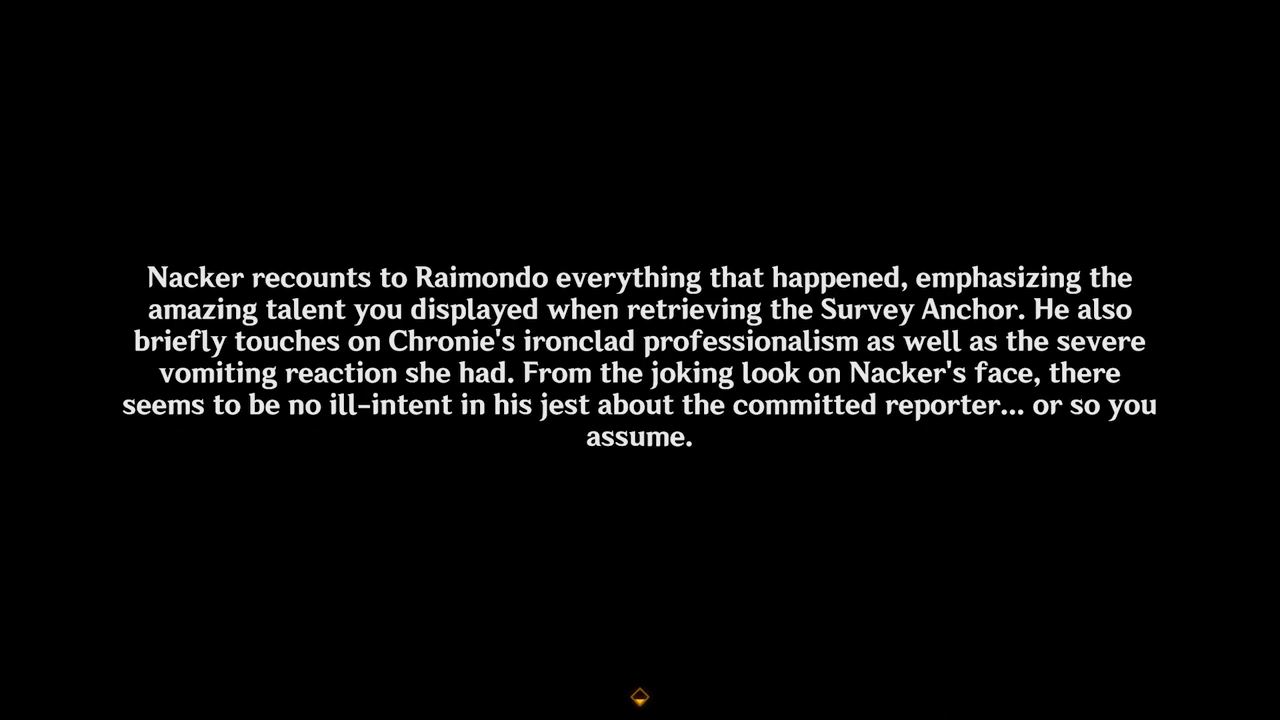 Nacker recounts to Raimondo everything that happened, emphasizing the
amazing talent you displayed when retrieving the Survey Anchor. He also
briefly touches on Chronie's ironclad professionalism as well as the severe
vomiting reaction she had. From the joking look on Nacker's face, there
seems to be no ill-intent in his jest about the committed reporter... or so you
assume.